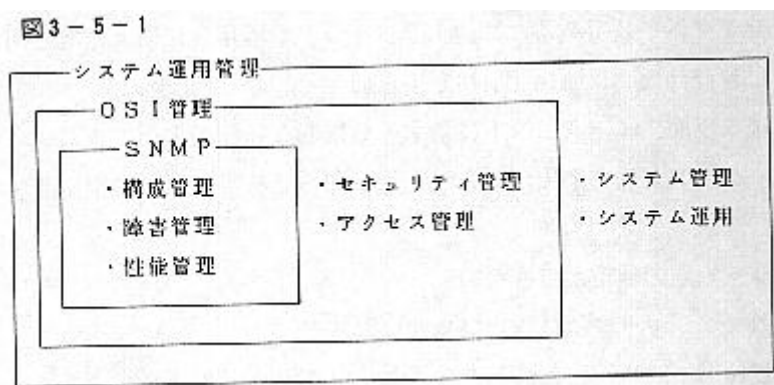 図3-5-1
システム運用管理
OSI管理
SNMP
・構成管理
・障害管理
・性能管理
・セキュリティ管理
・アクセス管理
・システム管理
・システム運用